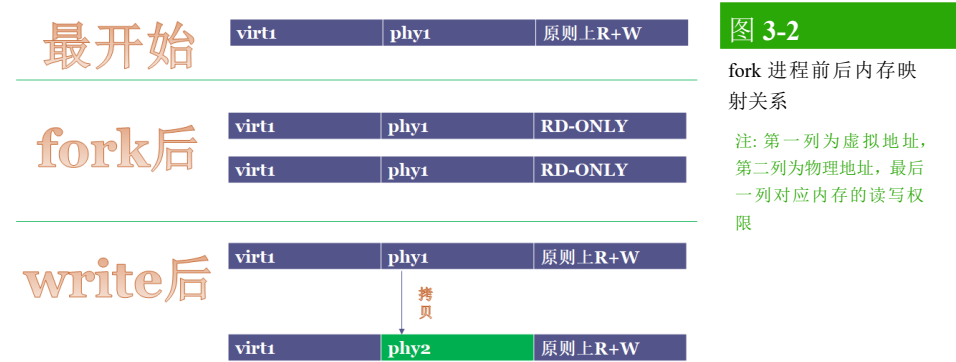 最开始
virt1 phy1 原则上R+W
fork后
virt1 phy1 RD-ONLY
virt1 phy1 RD-ONLY
write后
virt1 phy1 原则上R+W
拷
贝
virt1 phy2 原则上R+W
图 3-2
fork 进程前后内存映
射关系
注: 第一列为虚拟地址,
第二列为物理地址，最后
一列对应内存的读写权
限